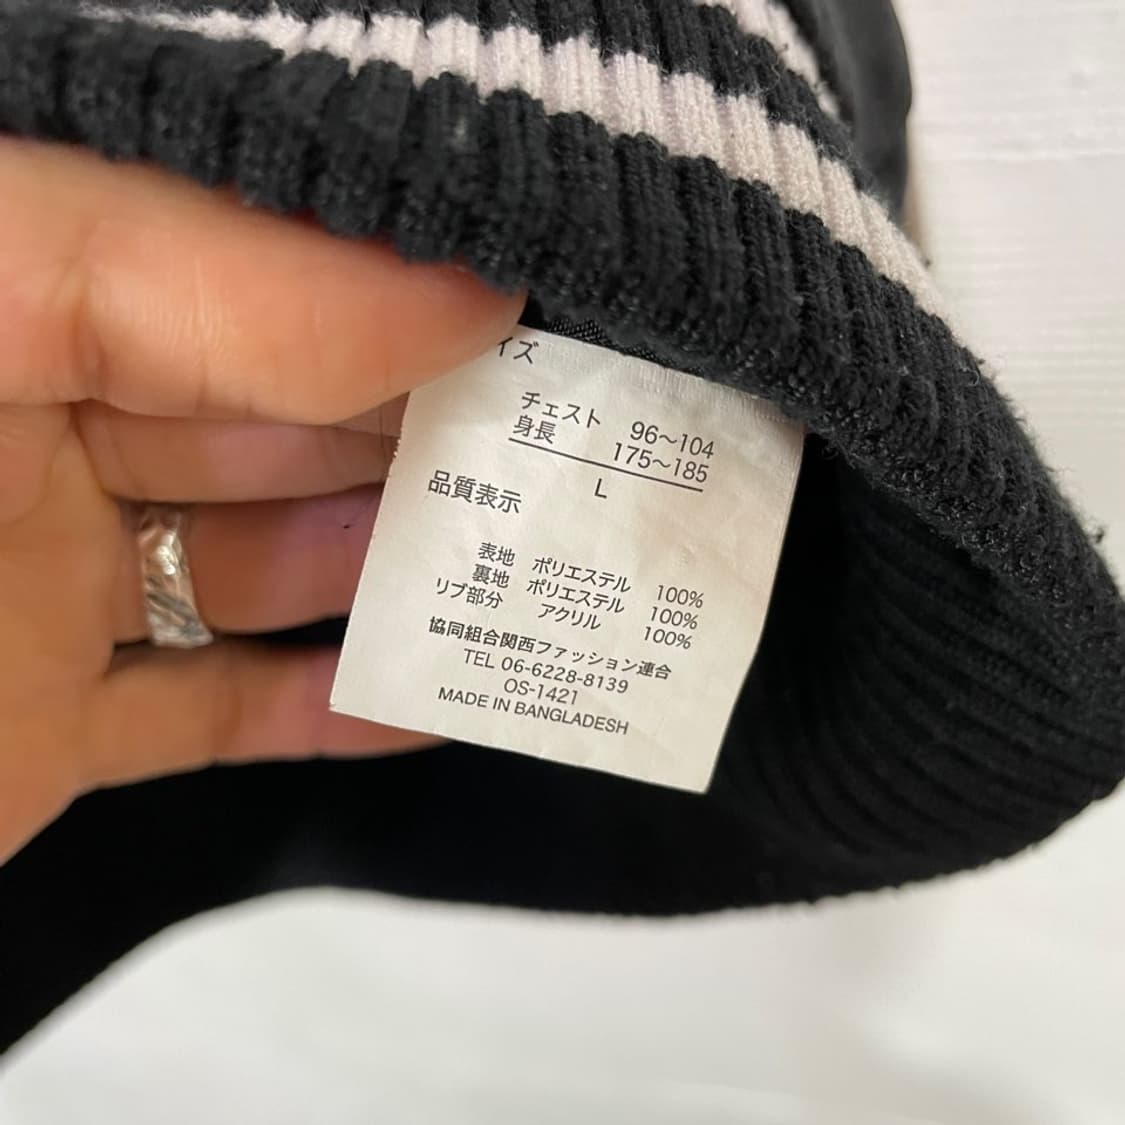 イズ
チェスト 96～104
身長 175～185
L
品質表示
表地 ポリエステル 100%
裏地 ポリエステル 100%
リブ部分 アクリル 100%
協同組合関西ファッション連合
TEL 06-6228-8139
OS-1421
MADE IN BANGLADESH